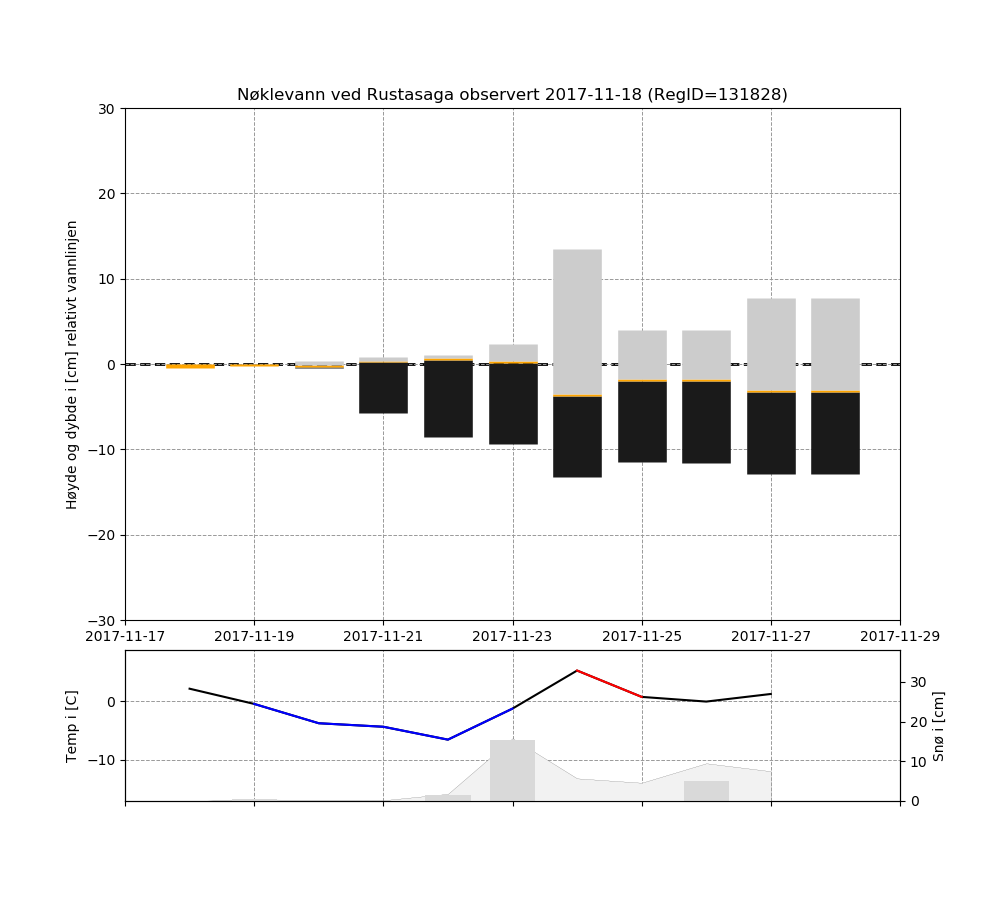 Nøklevann ved Rustasaga observert 2017-11-18 (RegID=131828)
Høyde og dybde i [cm] relativt vannlinjen
30
20
10
0
−10
−20
−30
2017-11-17 2017-11-19 2017-11-21 2017-11-23 2017-11-25 2017-11-27 2017-11-29
Temp i [C]
0
−10
30
20
10
0
Snø i [cm]